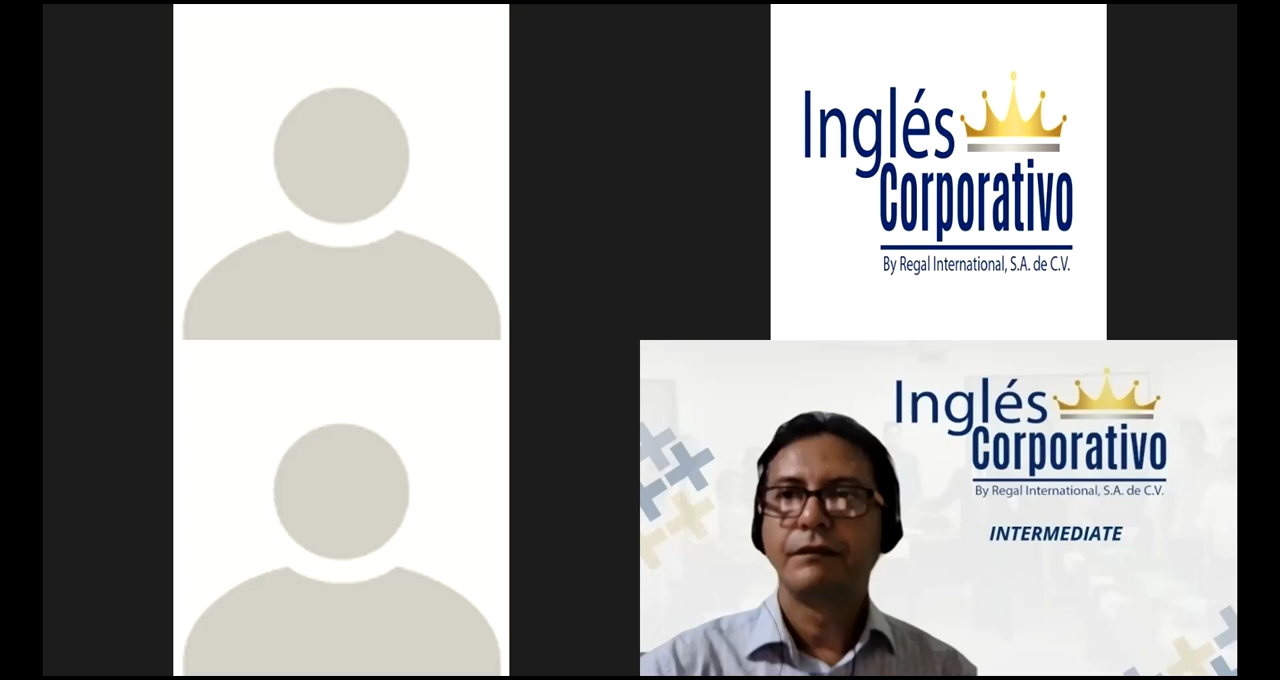 Inglés
Corporativo
By Regal International, S.A. de C.V.
Inglés
Corporativo
By Regal International, S.A. de C.V.
INTERMEDIATE